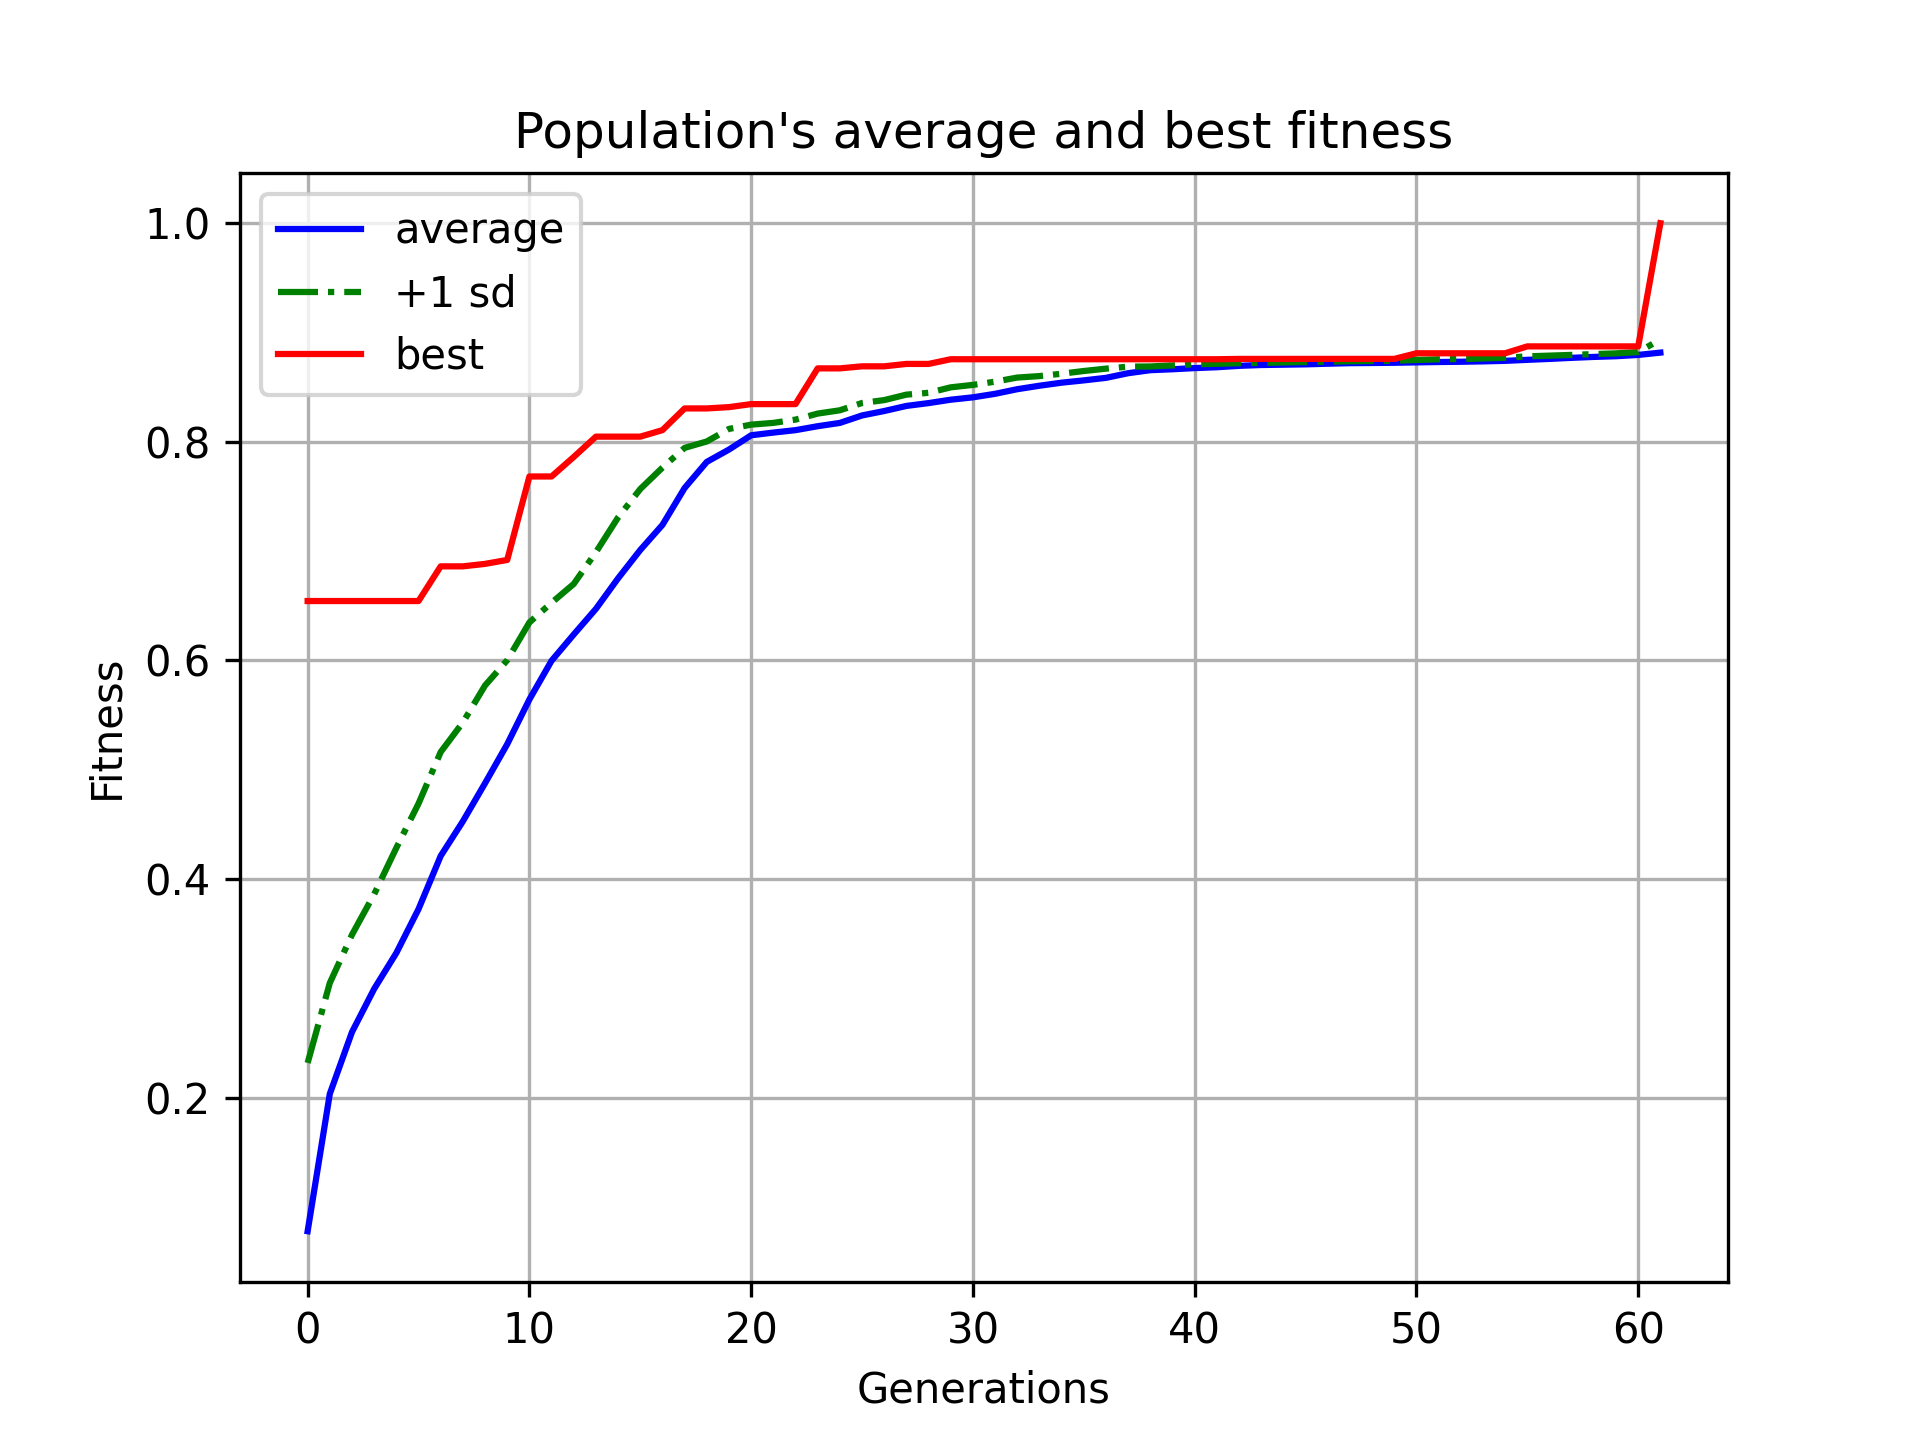 Population's average and best fitness
average
+1 sd
best
1.0
0.8
0.6
0.4
0.2
Fitness
0 10 20 30 40 50 60
Generations